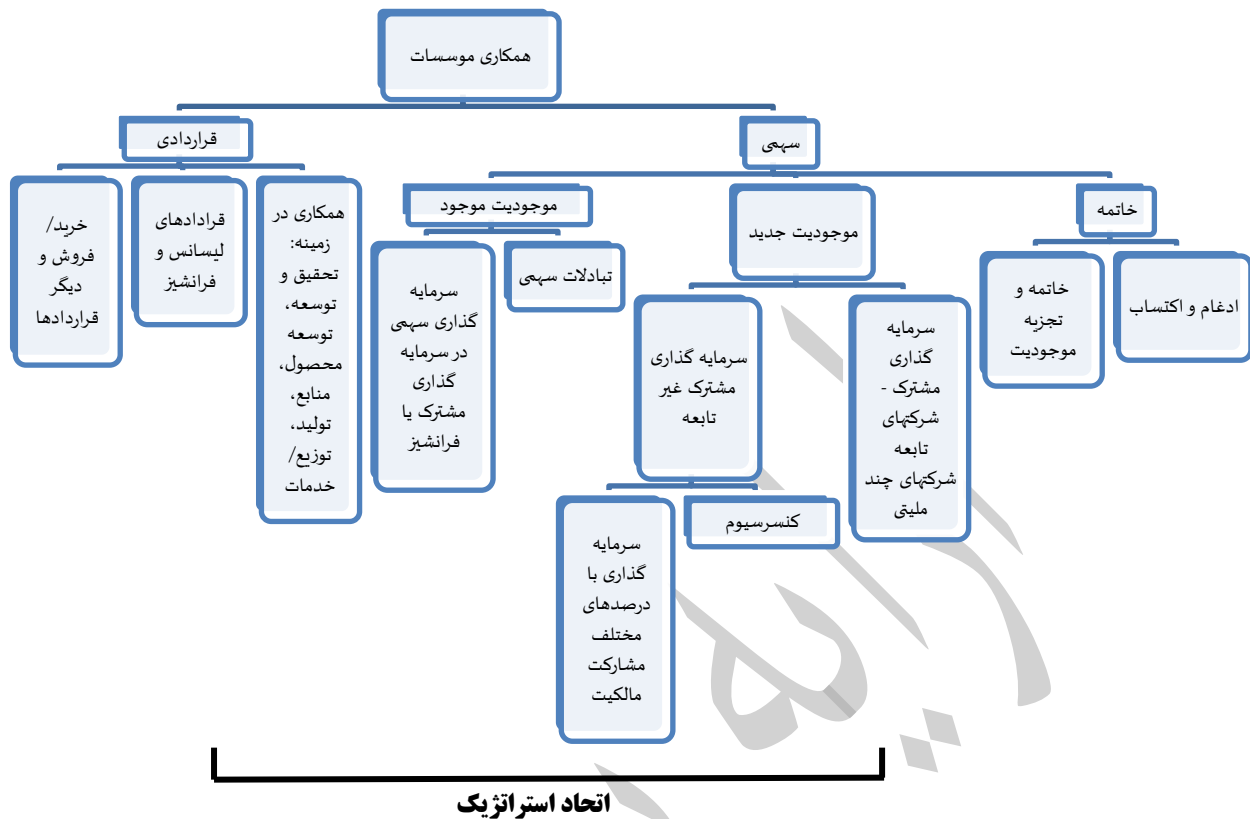 همکاری موسسات
سهمی
قراردادی
خاتمه
موجودیت جدید
موجودیت موجود
ادغام و اکتساب
خاتمه و
تجزیه
موجودیت
سرمایه
گذاری
مشترک -
شرکتهای
تابعه
شرکتهای چند
ملیتی
سرمایه گذاری
مشترک غیر
تابعه
تبادلات سهمی
سرمایه
گذاری سهمی
در سرمایه
گذاری
مشترک یا
فرانشیز
همکاری در
زمینه:
تحقیق و
توسعه،
توسعه
محصول،
منابع،
تولید،
توزیع/
خدمات
قرادادهای
لیسانس و
فرانشیز
خرید/
فروش و
دیگر
قراردادها
کنسرسیوم
سرمایه
گذاری با
درصدهای
مختلف
مشارکت
مالکیت
اتحاد استراتژیک